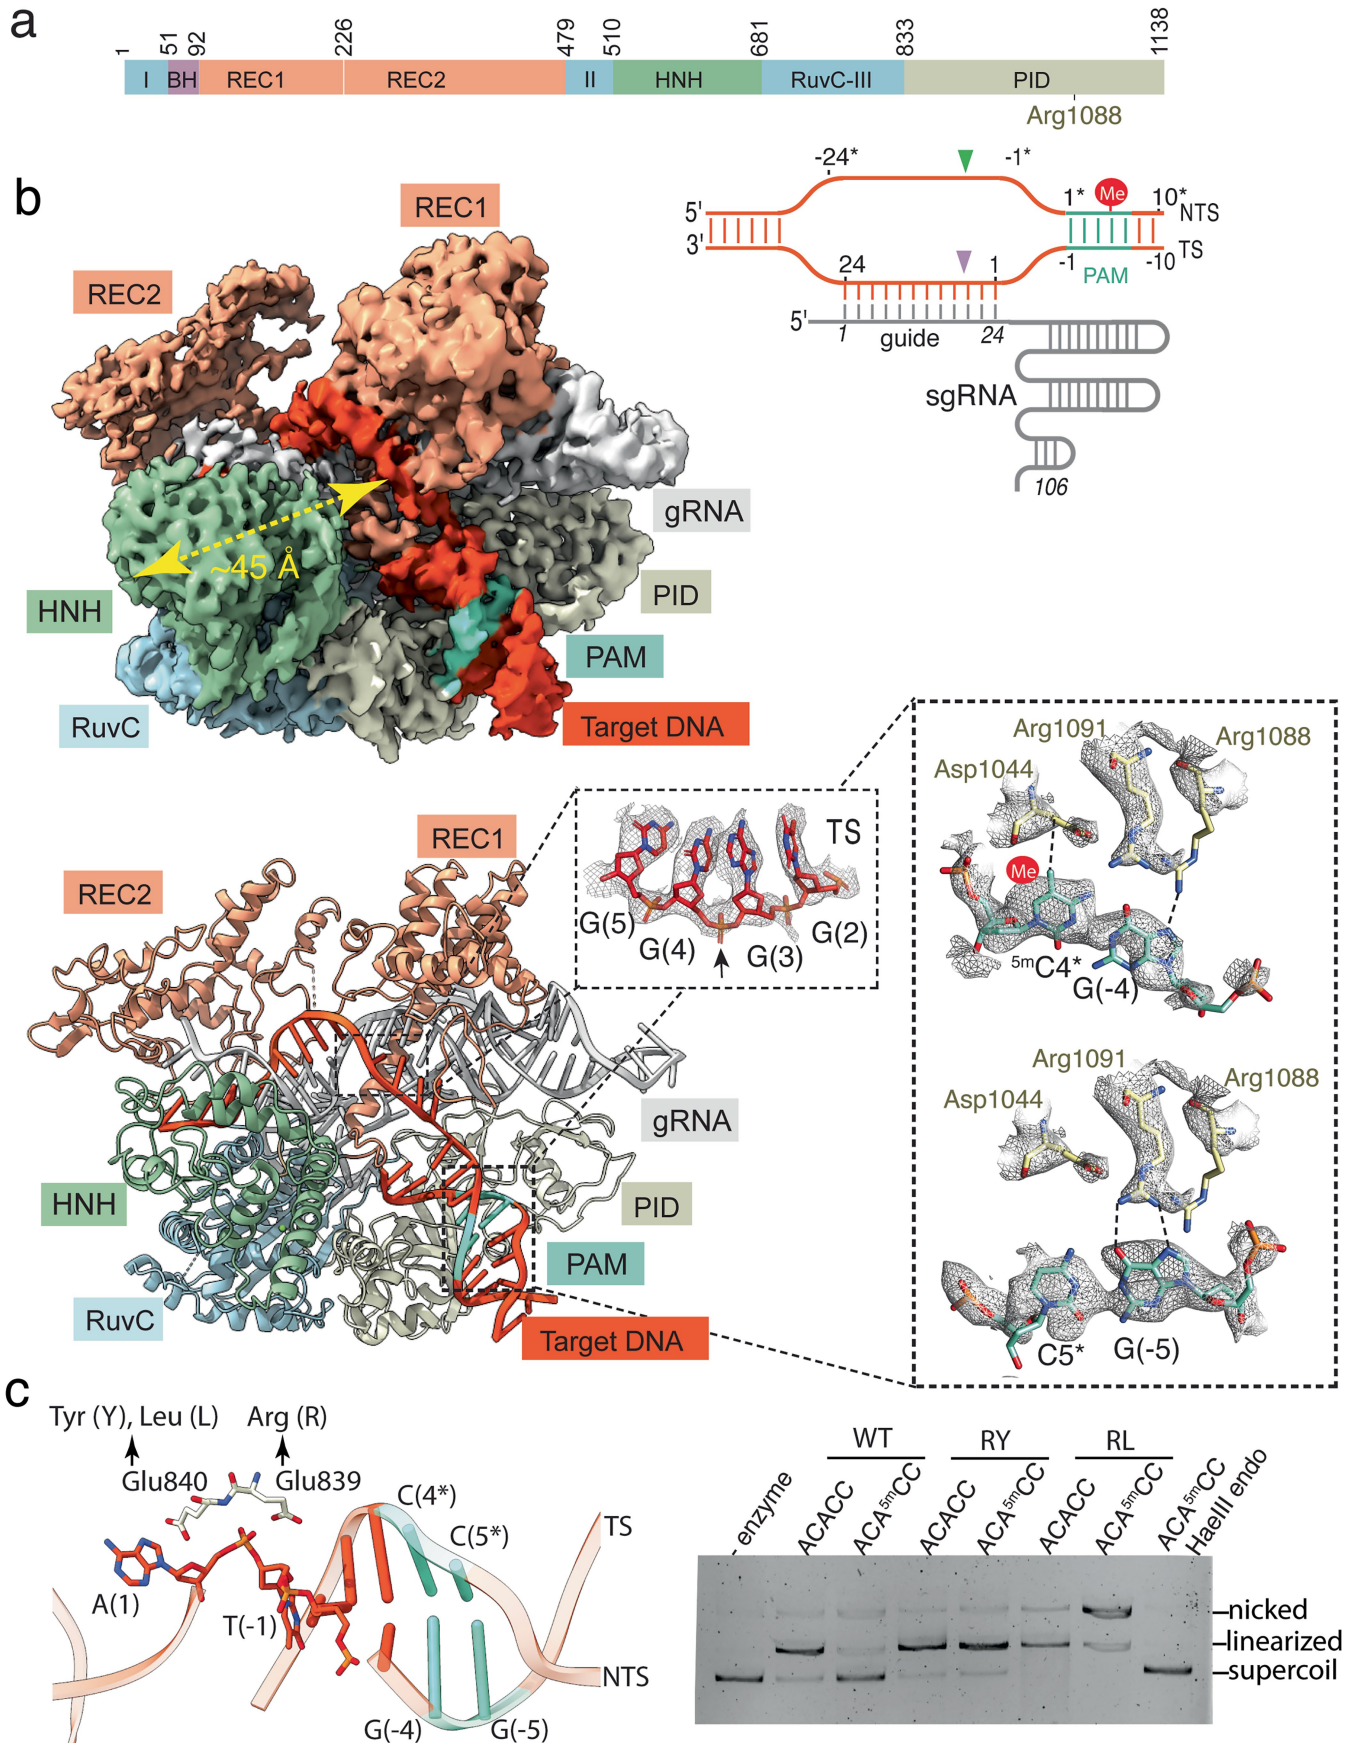 a
1
51
92
226
479
510
681
833
1138
I
BH
REC1
REC2
II
HNH
RuvC-III
PID
Arg1088
b
-24*
-1*
1*
Me
10*
5'
NTS
3'
TS
-1
-10
PAM
24
1
5'
1
guide
24
sgRNA
106
REC1
REC2
gRNA
~45 Å
HNH
PID
PAM
RuvC
Target DNA
REC1
REC2
TS
G(5)
G(4)
G(3)
G(2)
gRNA
HNH
PID
PAM
RuvC
Target DNA
Arg1091
Arg1088
Asp1044
Me
5mC4*
G(-4)
Arg1091
Arg1088
Asp1044
C5*
G(-5)
c
Tyr (Y), Leu (L)
Arg (R)
Glu840
Glu839
C(4*)
C(5*)
TS
A(1)
T(-1)
NTS
G(-4)
G(-5)
WT
RY
RL
- enzyme
ACACC
ACA5mCC
ACACC
ACA5mCC
ACACC
ACA5mCC
ACA5mCC
HaeIII endo
nicked
linearized
supercoil